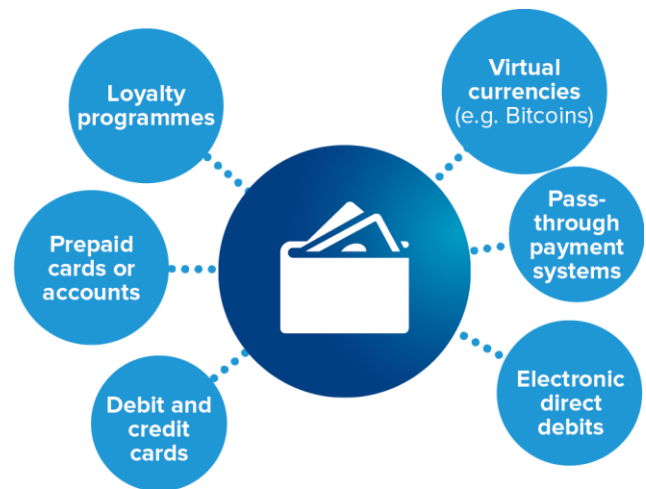 Loyalty
programmes
Virtual
currencies
(e.g. Bitcoins)
Prepaid
cards or
accounts
Pass-
through
payment
systems
Debit and
credit
cards
Electronic
direct
debits